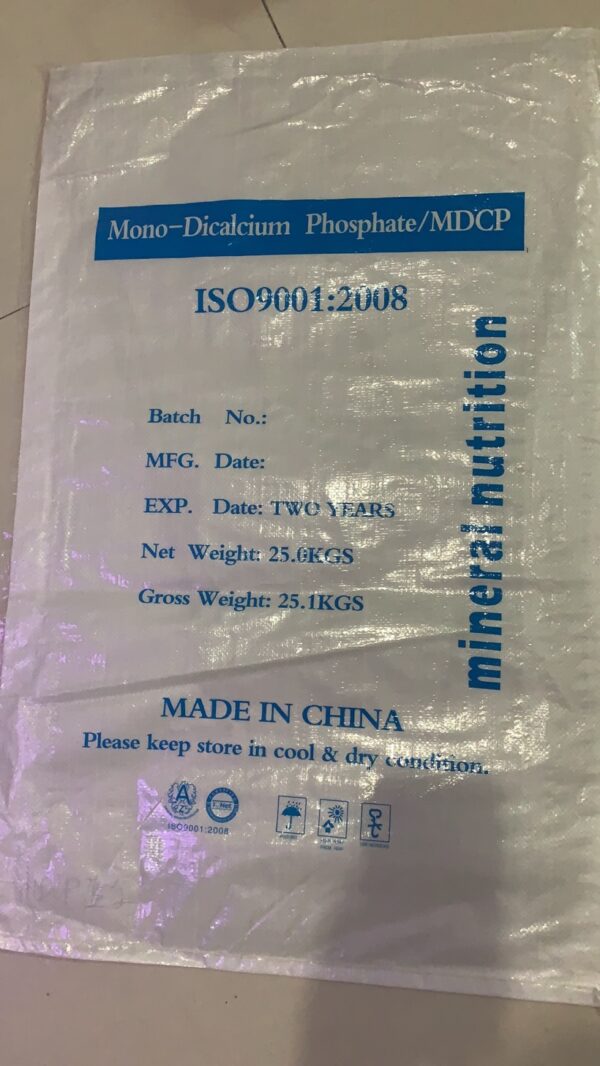 Mono-Dicalcium Phosphate/MDCP
ISO9001:2008
mineral nutrition
Batch No.:
MFG. Date:
EXP. Date: TWO YEARS
Net Weight: 25.0KGS
Gross Weight: 25.1KGS
MADE IN CHINA
Please keep store in cool & dry condition.
ISO9001:2008